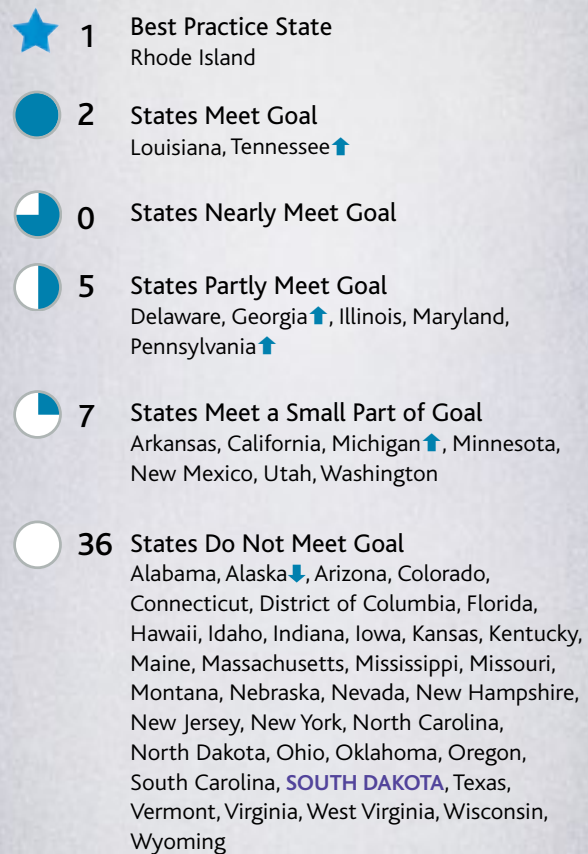 1 Best Practice State
Rhode Island
2 States Meet Goal
Louisiana, Tennessee⬆
0 States Nearly Meet Goal
5 States Partly Meet Goal
Delaware, Georgia⬆, Illinois, Maryland,
Pennsylvania⬆
7 States Meet a Small Part of Goal
Arkansas, California, Michigan⬆, Minnesota,
New Mexico, Utah, Washington
36 States Do Not Meet Goal
Alabama, Alaska⬇, Arizona, Colorado,
Connecticut, District of Columbia, Florida,
Hawaii, Idaho, Indiana, Iowa, Kansas, Kentucky,
Maine, Massachusetts, Mississippi, Missouri,
Montana, Nebraska, Nevada, New Hampshire,
New Jersey, New York, North Carolina,
North Dakota, Ohio, Oklahoma, Oregon,
South Carolina, SOUTH DAKOTA, Texas,
Vermont, Virginia, West Virginia, Wisconsin,
Wyoming